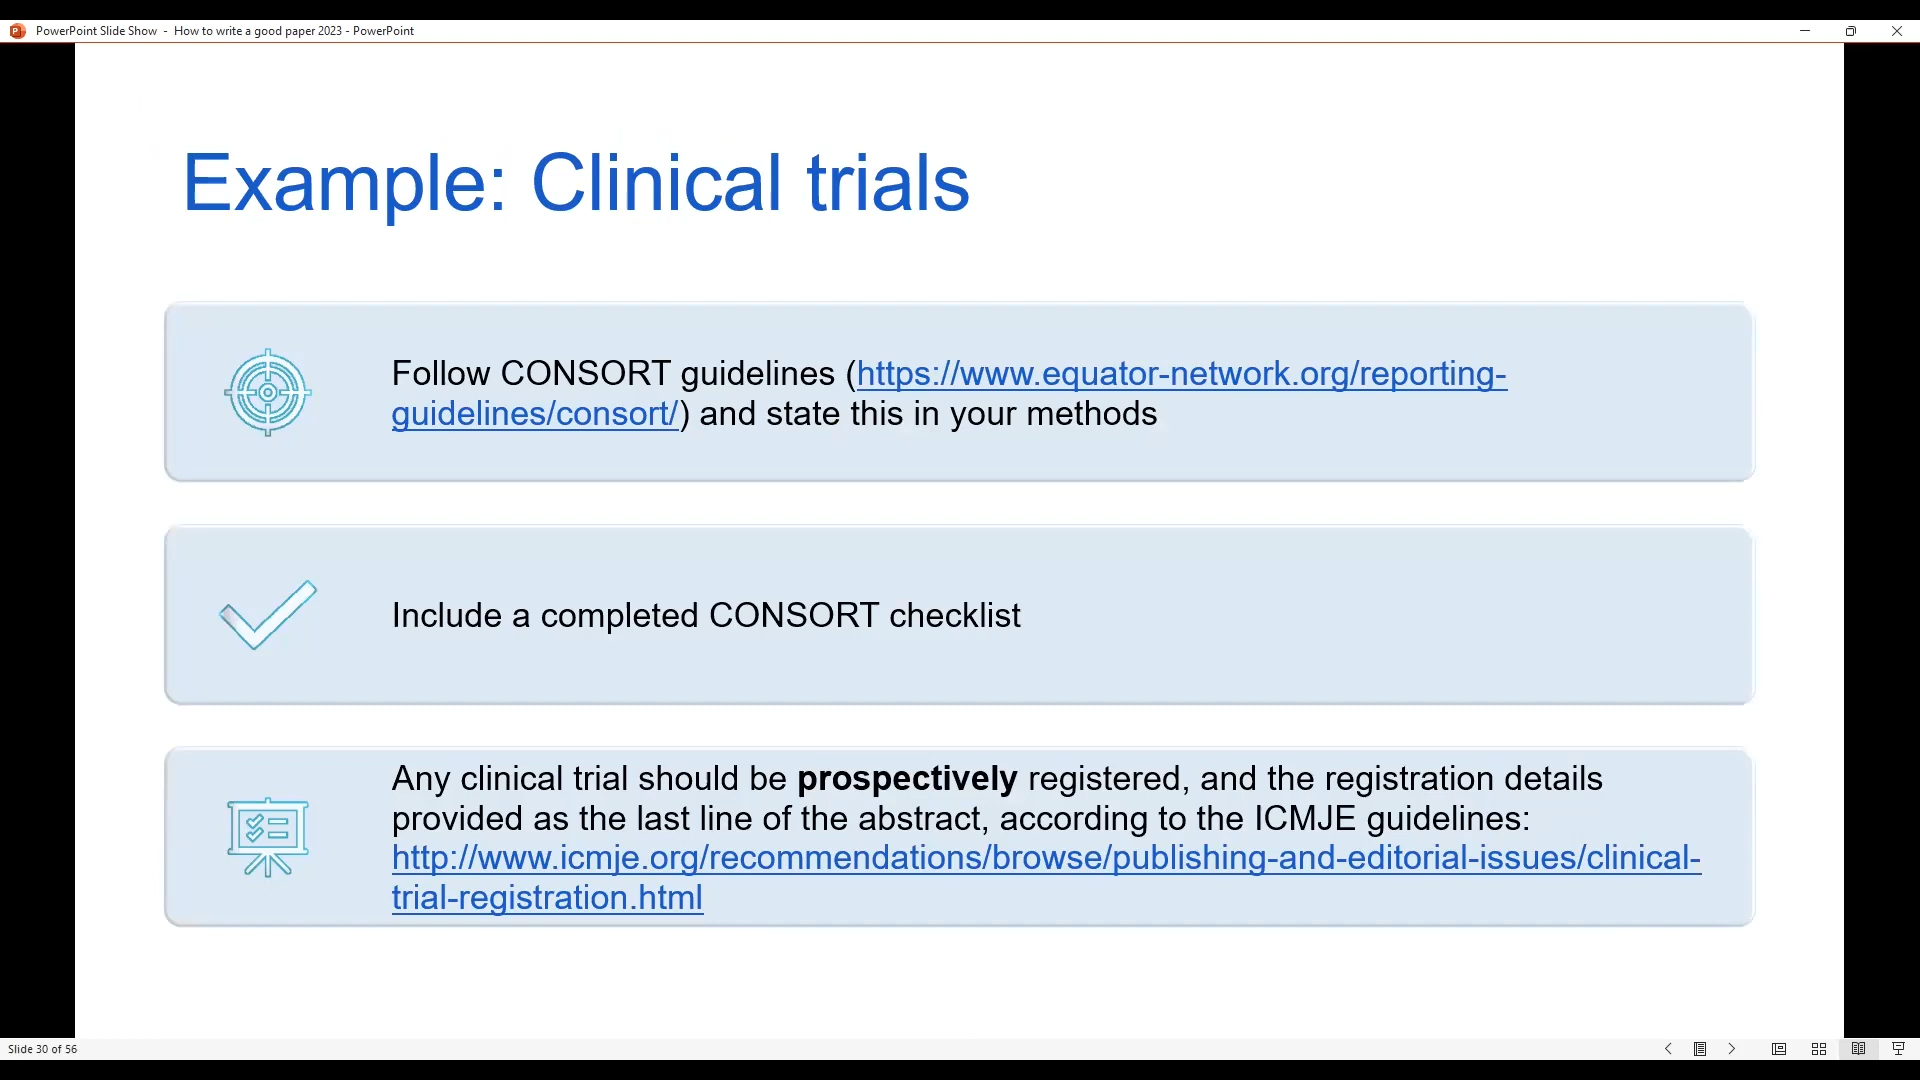 PowerPoint Slide Show - How to write a good paper 2023 - PowerPoint
Example: Clinical trials
Follow CONSORT guidelines (https://www.equator-network.org/reporting-
guidelines/consort/) and state this in your methods
Include a completed CONSORT checklist
Any clinical trial should be prospectively registered, and the registration details
provided as the last line of the abstract, according to the ICMJE guidelines:
http://www.icmje.org/recommendations/browse/publishing-and-editorial-issues/clinical-
trial-registration.html
Slide 30 of 56